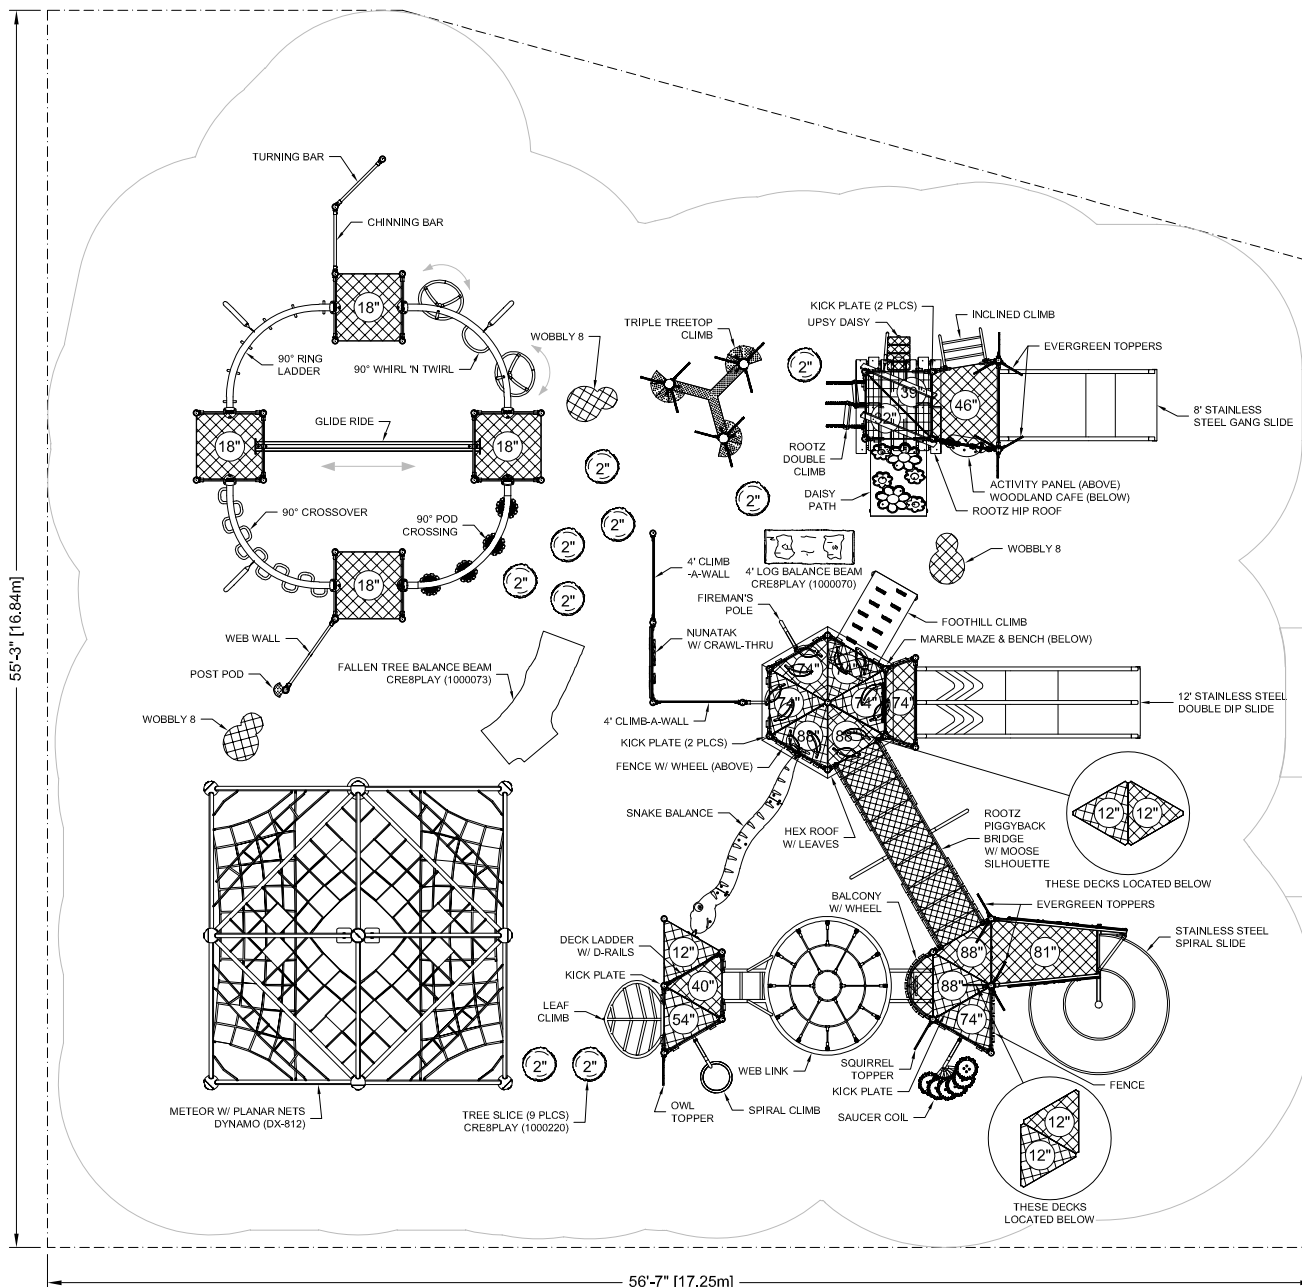 TURNING BAR
CHINNING BAR
18"
90° RING
LADDER
90° WHIRL 'N TWIRL
WOBBLY 8
TRIPLE TREETOP
CLIMB
2"
KICK PLATE (2 PLCS)
UPSY DAISY
INCLINED CLIMB
EVERGREEN TOPPERS
39"
46"
8' STAINLESS
STEEL GANG SLIDE
ROOTZ
DOUBLE
CLIMB
DAISY
PATH
ACTIVITY PANEL (ABOVE)
WOODLAND CAFE (BELOW)
ROOTZ HIP ROOF
18"
GLIDE RIDE
18"
2"
2"
90° CROSSOVER
90° POD
CROSSING
2"
2"
2"
2"
18"
4' CLIMB
-A-WALL
4' LOG BALANCE BEAM
CRE8PLAY (1000070)
WOBBLY 8
FIREMAN'S
POLE
FOOTHILL CLIMB
MARBLE MAZE & BENCH (BELOW)
NUNATAK
W/ CRAWL-THRU
WEB WALL
POST POD
FALLEN TREE BALANCE BEAM
CRE8PLAY (1000073)
WOBBLY 8
74"
74"
74"
74"
88"
88"
12' STAINLESS STEEL
DOUBLE DIP SLIDE
4' CLIMB-A-WALL
KICK PLATE (2 PLCS)
FENCE W/ WHEEL (ABOVE)
SNAKE BALANCE
HEX ROOF
W/ LEAVES
ROOTZ
PIGGYBACK
BRIDGE
W/ MOOSE
SILHOUETTE
12"
12"
THESE DECKS LOCATED BELOW
BALCONY
W/ WHEEL
EVERGREEN TOPPERS
STAINLESS STEEL
SPIRAL SLIDE
DECK LADDER
W/ D-RAILS
KICK PLATE
LEAF
CLIMB
12"
40"
54"
88"
81"
88"
74"
WEB LINK
SQUIRREL
TOPPER
KICK PLATE
SAUCER COIL
FENCE
2"
2"
METEOR W/ PLANAR NETS
DYNAMO (DX-812)
TREE SLICE (9 PLCS)
CRE8PLAY (1000220)
OWL
TOPPER
SPIRAL CLIMB
12"
12"
THESE DECKS
LOCATED BELOW
55'-3" [16.84m]
56'-7" [17.25m]